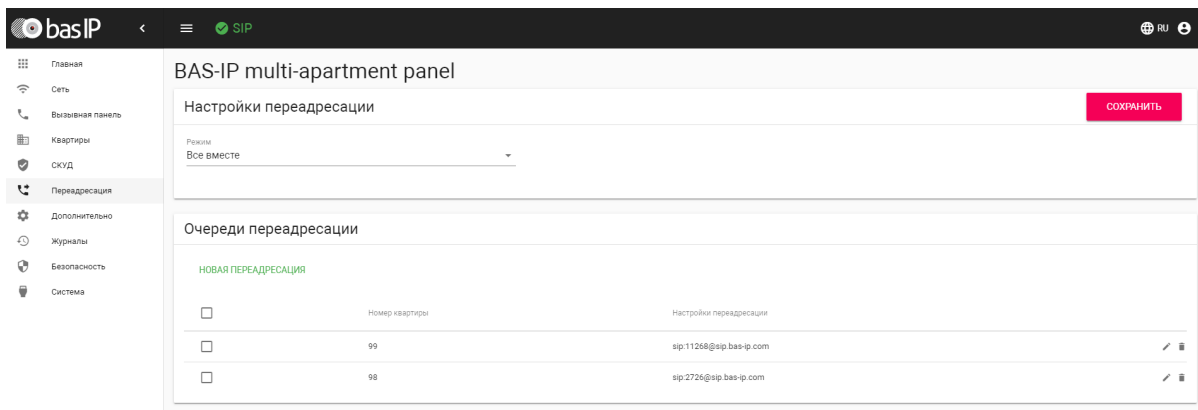 bas IP
SIP
RU
Главная
Сеть
Вызывная панель
Квартиры
СКУД
Переадресация
Дополнительно
Журналы
Безопасность
Система
BAS-IP multi-apartment panel
Настройки переадресации
СОХРАНИТЬ
Режим
Все вместе
Очереди переадресации
НОВАЯ ПЕРЕАДРЕСАЦИЯ
Номер квартиры Настройки переадресации
99 sip:11268@sip.bas-ip.com
98 sip:2726@sip.bas-ip.com